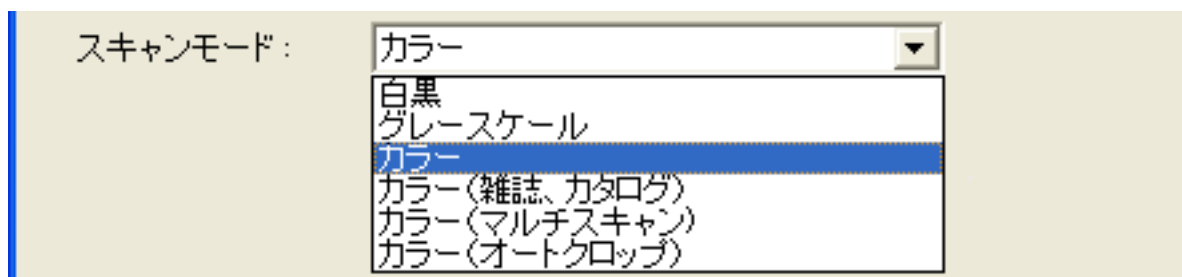 スキャンモード: カラー
白黒
グレースケール
カラー
カラー(雑誌、カタログ)
カラー(マルチスキャン)
カラー(オートクロップ)